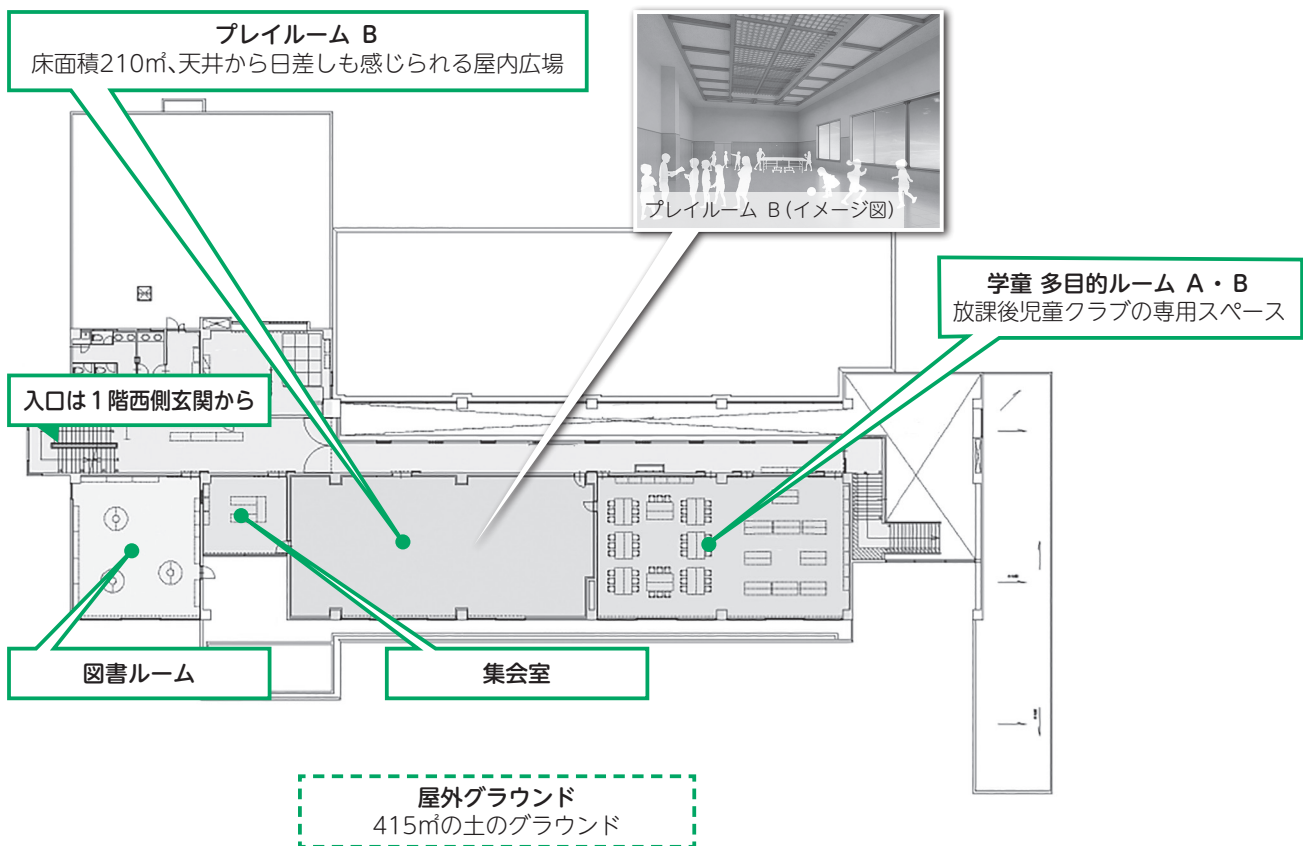 プレイルーム B
床面積210㎡、天井から日差しも感じられる屋内広場
プレイルーム B(イメージ図)
学童 多目的ルーム A・B
放課後児童クラブの専用スペース
入口は1階西側玄関から
図書ルーム
集会室
屋外グラウンド
415㎡の土のグラウンド